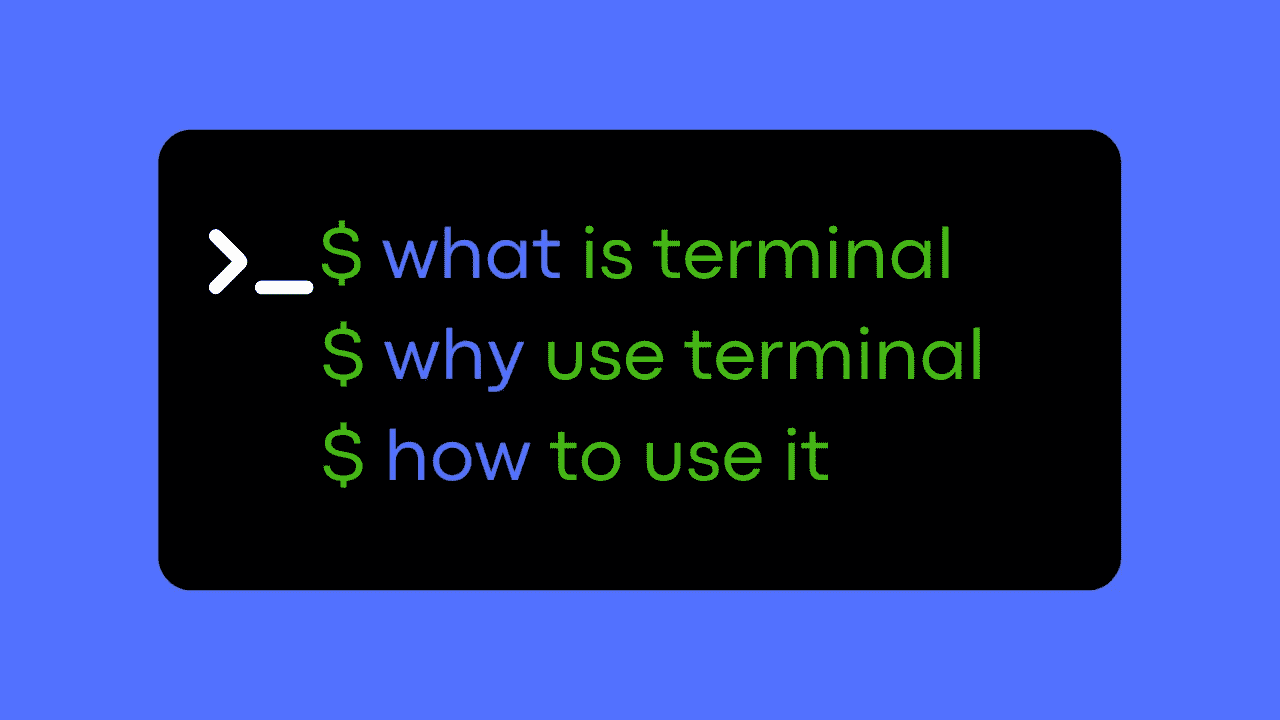 >_$ what is terminal
$ why use terminal
$ how to use it